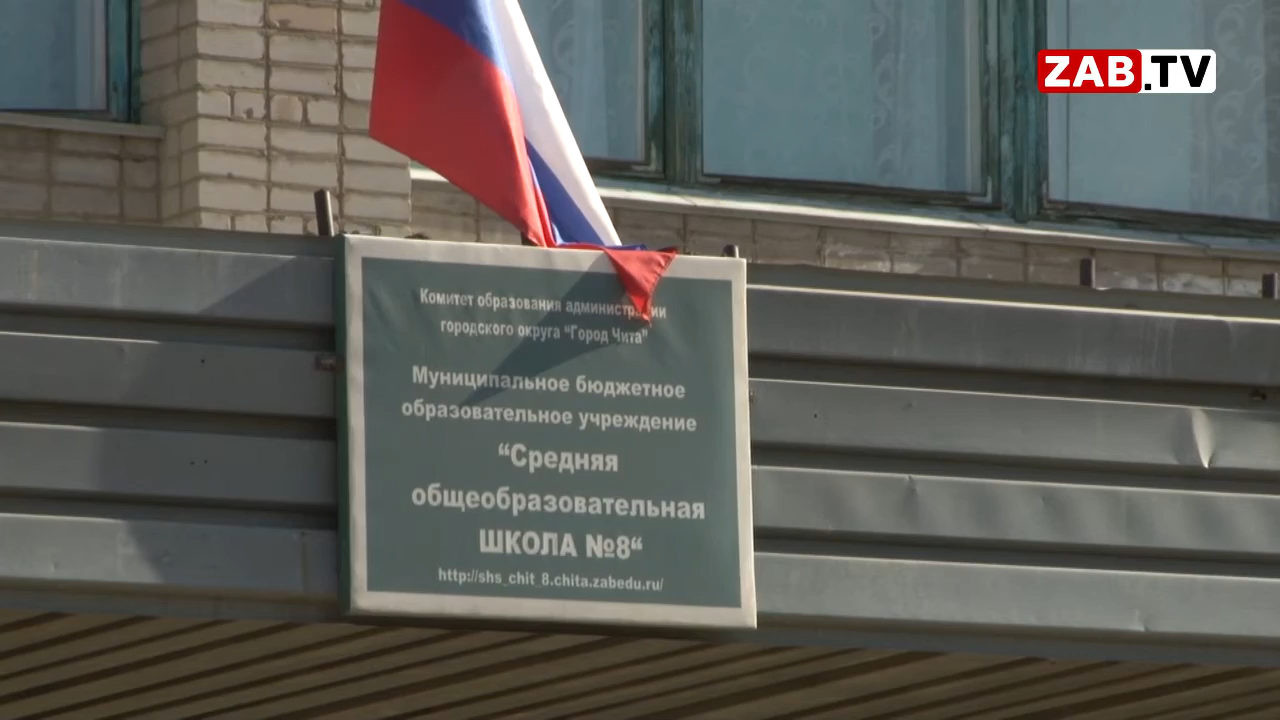 ZAB.TV
Комитет образования администрации
городского округа “Город Чита”
Муниципальное бюджетное
образовательное учреждение
“Средняя
общеобразовательная
ШКОЛА №8“
http://shs_chit_8.chita.zabedu.ru/